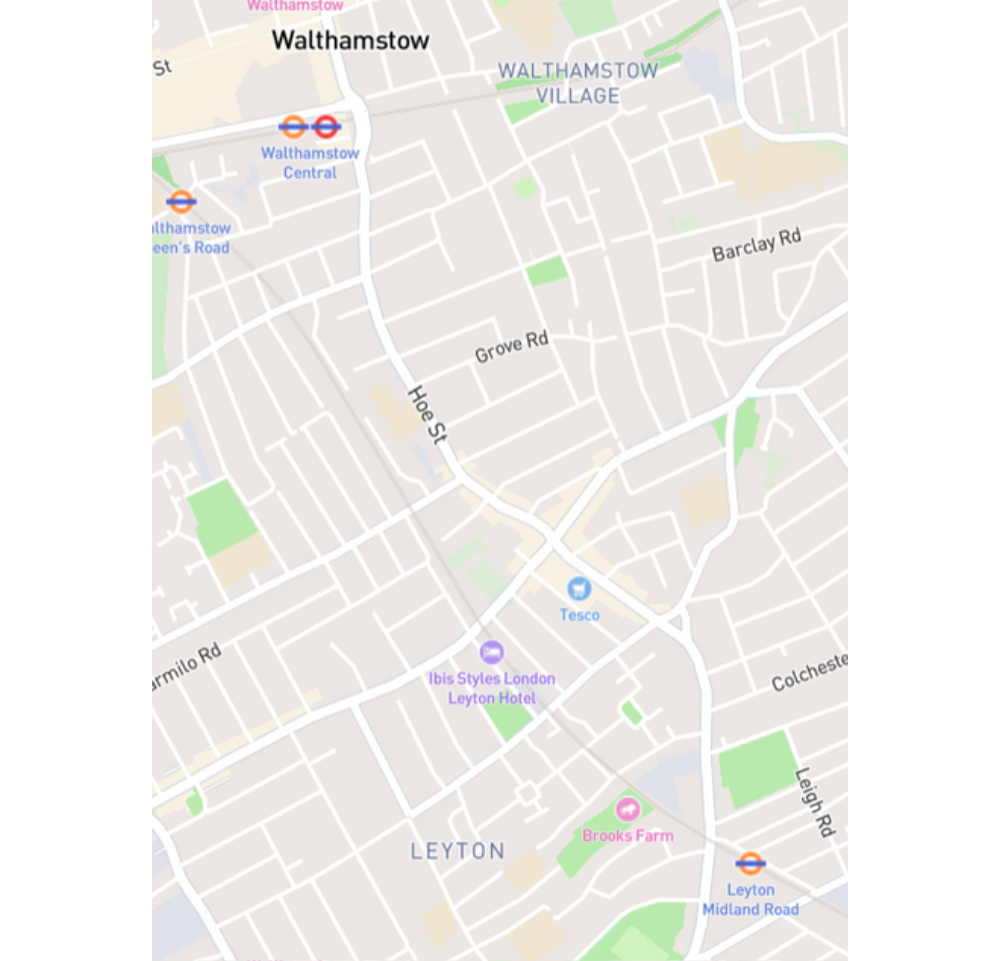 Walthamstow
Walthamstow
St
WALTHAMSTOW
VILLAGE
Walthamstow
Central
lthamstow
een's Road
Barclay Rd
Grove Rd
Hoe St
Tesco
armilo Rd
Ibis Styles London
Leyton Hotel
Colcheste
Leigh Rd
Brooks Farm
LEYTON
Leyton
Midland Road